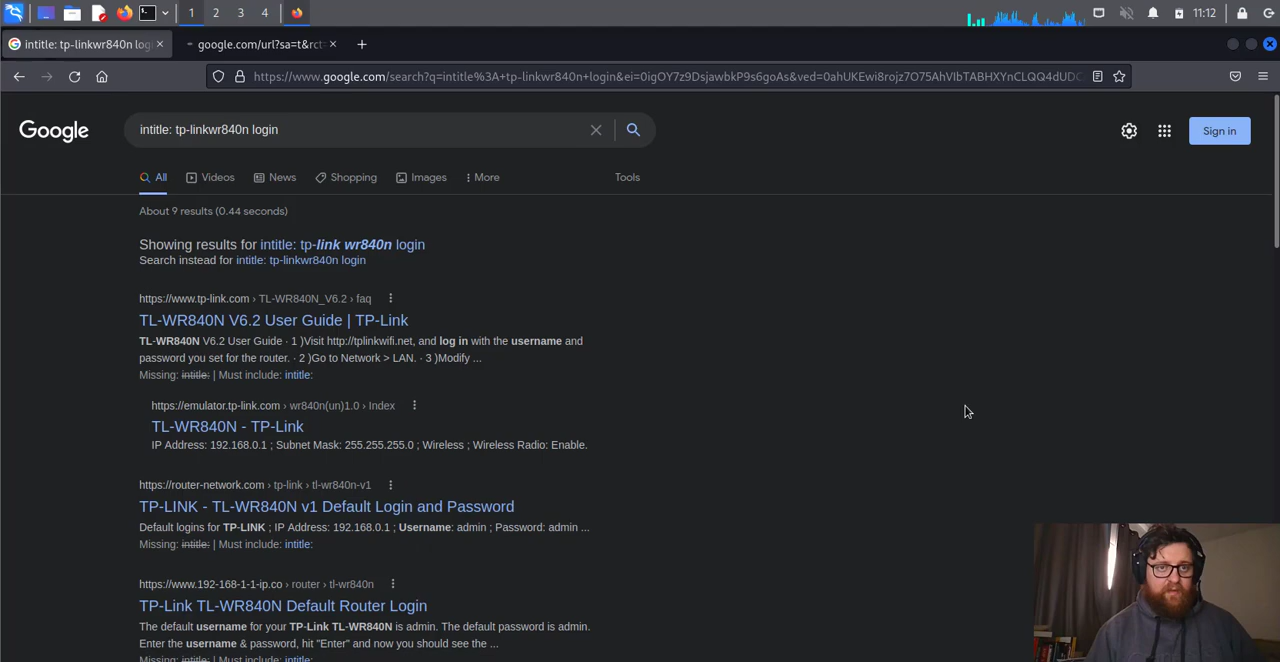 1 2 3 4 11:12
intitle: tp-linkwr840n logi
google.com/url?sa=t&rct
https://www.google.com/search?q=intitle%3A+tp-linkwr840n+login&ei=0igOY7z9DsjawbkP9s6goAs&ved=0ahUKEwi8rojz7O75AhVIbTABHXYnCLQQ4dUDC
Google
intitle: tp-linkwr840n login
Sign in
All Videos News Shopping Images More Tools
About 9 results (0.44 seconds)
Showing results for intitle: tp-link wr840n login
Search instead for intitle: tp-linkwr840n login
https://www.tp-link.com › TL-WR840N_V6.2 › faq
TL-WR840N V6.2 User Guide | TP-Link
TL-WR840N V6.2 User Guide · 1 )Visit http://tplinkwifi.net, and log in with the username and
password you set for the router. · 2 )Go to Network > LAN. · 3 )Modify ...
Missing: intitle: | Must include: intitle:
https://emulator.tp-link.com › wr840n(un)1.0 › Index
TL-WR840N - TP-Link
IP Address: 192.168.0.1 ; Subnet Mask: 255.255.255.0 ; Wireless ; Wireless Radio: Enable.
https://router-network.com › tp-link › tl-wr840n-v1
TP-LINK - TL-WR840N v1 Default Login and Password
Default logins for TP-LINK ; IP Address: 192.168.0.1 ; Username: admin ; Password: admin ...
Missing: intitle: | Must include: intitle:
https://www.192-168-1-1-ip.co › router › tl-wr840n
TP-Link TL-WR840N Default Router Login
The default username for your TP-Link TL-WR840N is admin. The default password is admin.
Enter the username & password, hit "Enter" and now you should see the ...
Missing: intitle: | Must include: intitle: